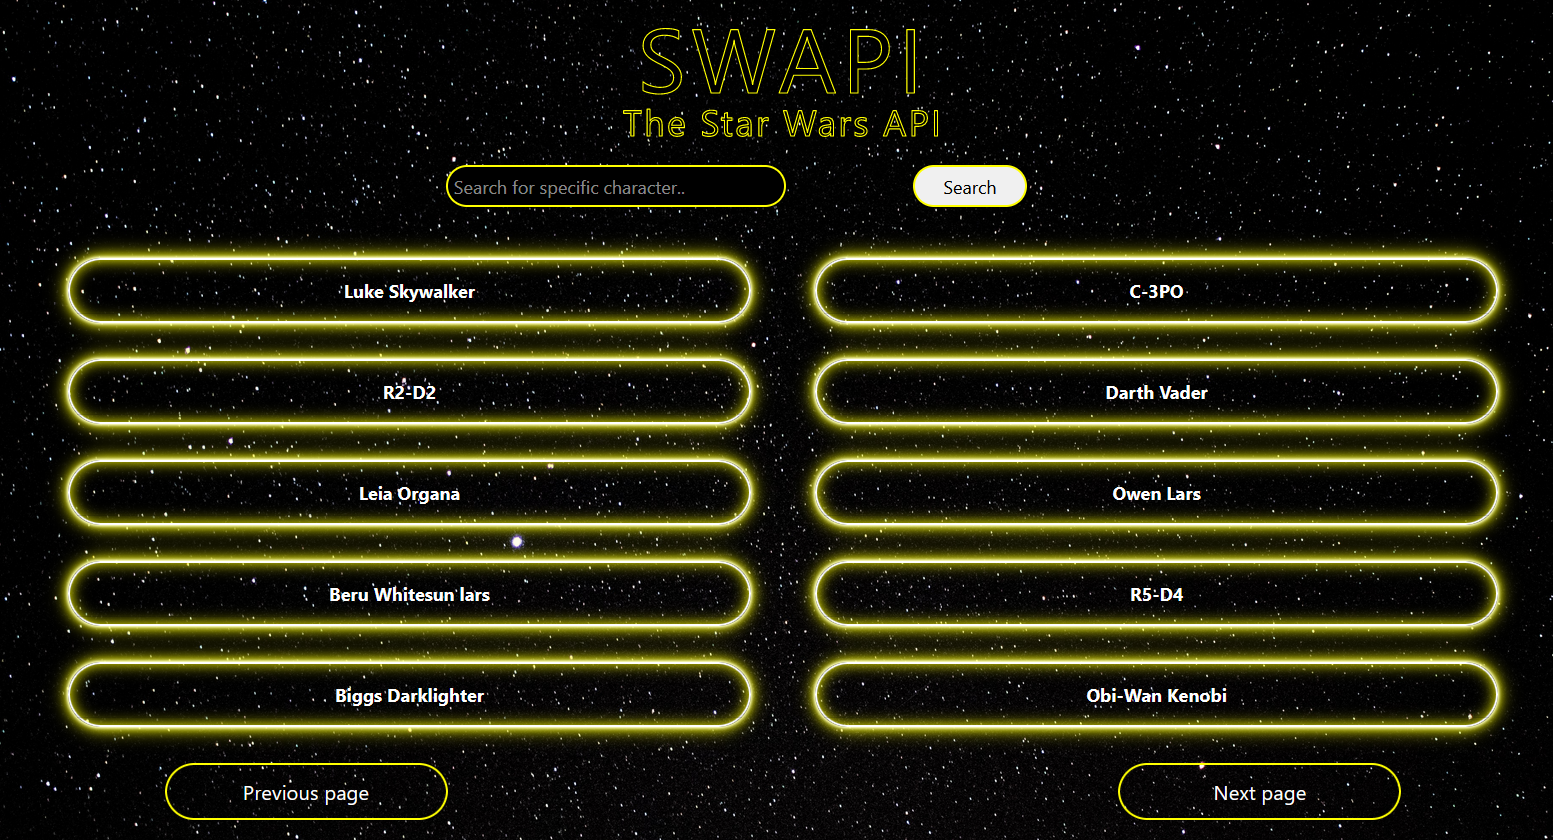 SWAPI
The Star Wars API
Search for specific character..
Search
Luke Skywalker
C-3PO
R2-D2
Darth Vader
Leia Organa
Owen Lars
Beru Whitesun lars
R5-D4
Biggs Darklighter
Obi-Wan Kenobi
Previous page
Next page